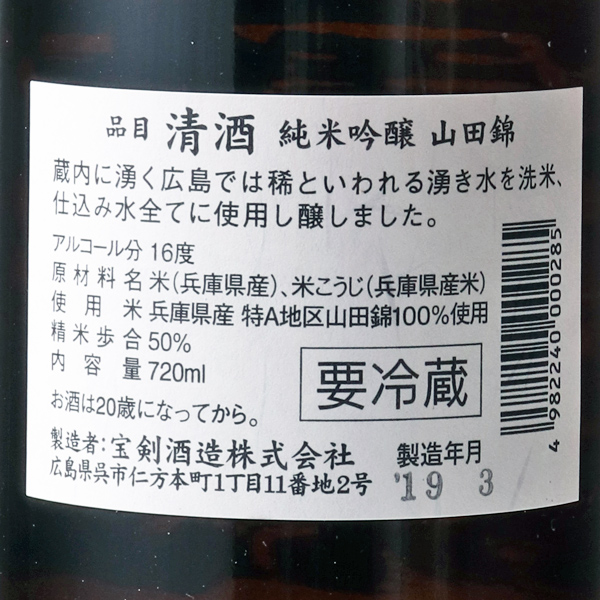 品目 清酒 純米吟醸 山田錦
蔵内に湧く広島では稀といわれる湧き水を洗米、
仕込み水全てに使用し醸しました。
アルコール分 16度
原材料名 米(兵庫県産)、米こうじ(兵庫県産米)
使用米 兵庫県産 特A地区山田錦100%使用
精米歩合 50%
内容量 720ml
要冷蔵
お酒は20歳になってから。
製造者:宝剣酒造株式会社
広島県呉市仁方本町1丁目11番地2号
製造年月
'19 3
4 982240 000285